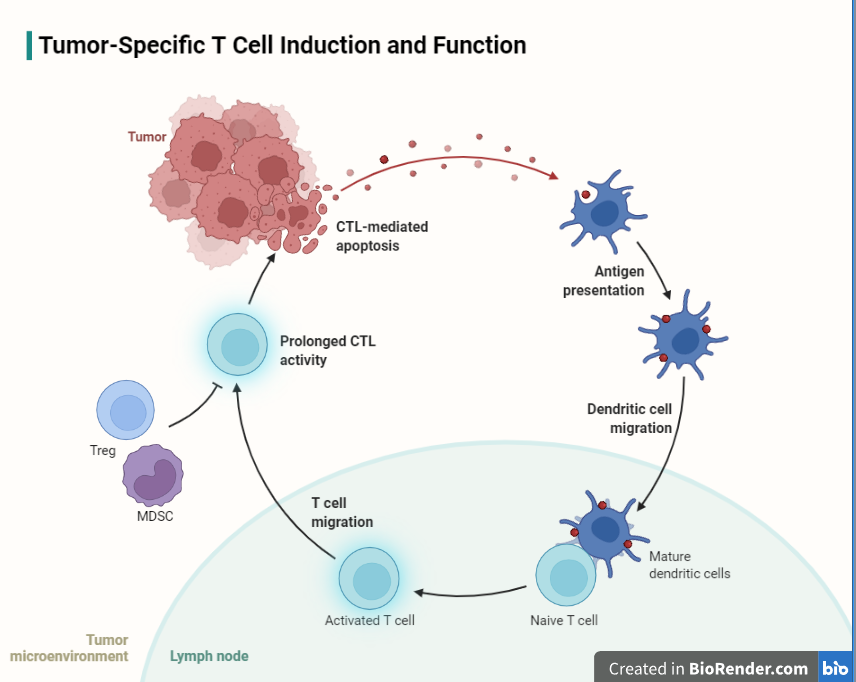 Tumor-Specific T Cell Induction and Function
Tumor
CTL-mediated
apoptosis
Antigen
presentation
Prolonged CTL
activity
Dendritic cell
migration
Treg
MDSC
T cell
migration
Mature
dendritic cells
Activated T cell
Naive T cell
Tumor
microenvironment
Lymph node
Created in BioRender.com
bio